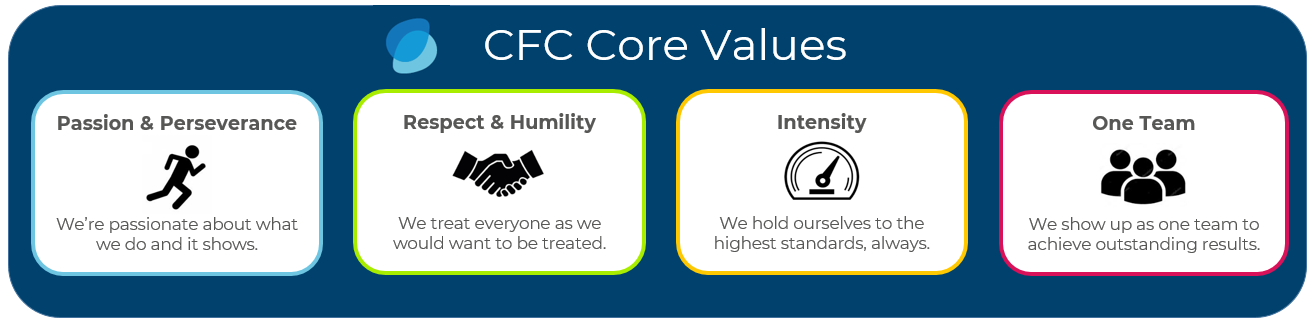 CFC Core Values
Passion & Perseverance
We're passionate about what
we do and it shows.
Respect & Humility
We treat everyone as we
would want to be treated.
Intensity
We hold ourselves to the
highest standards, always.
One Team
We show up as one team to
achieve outstanding results.